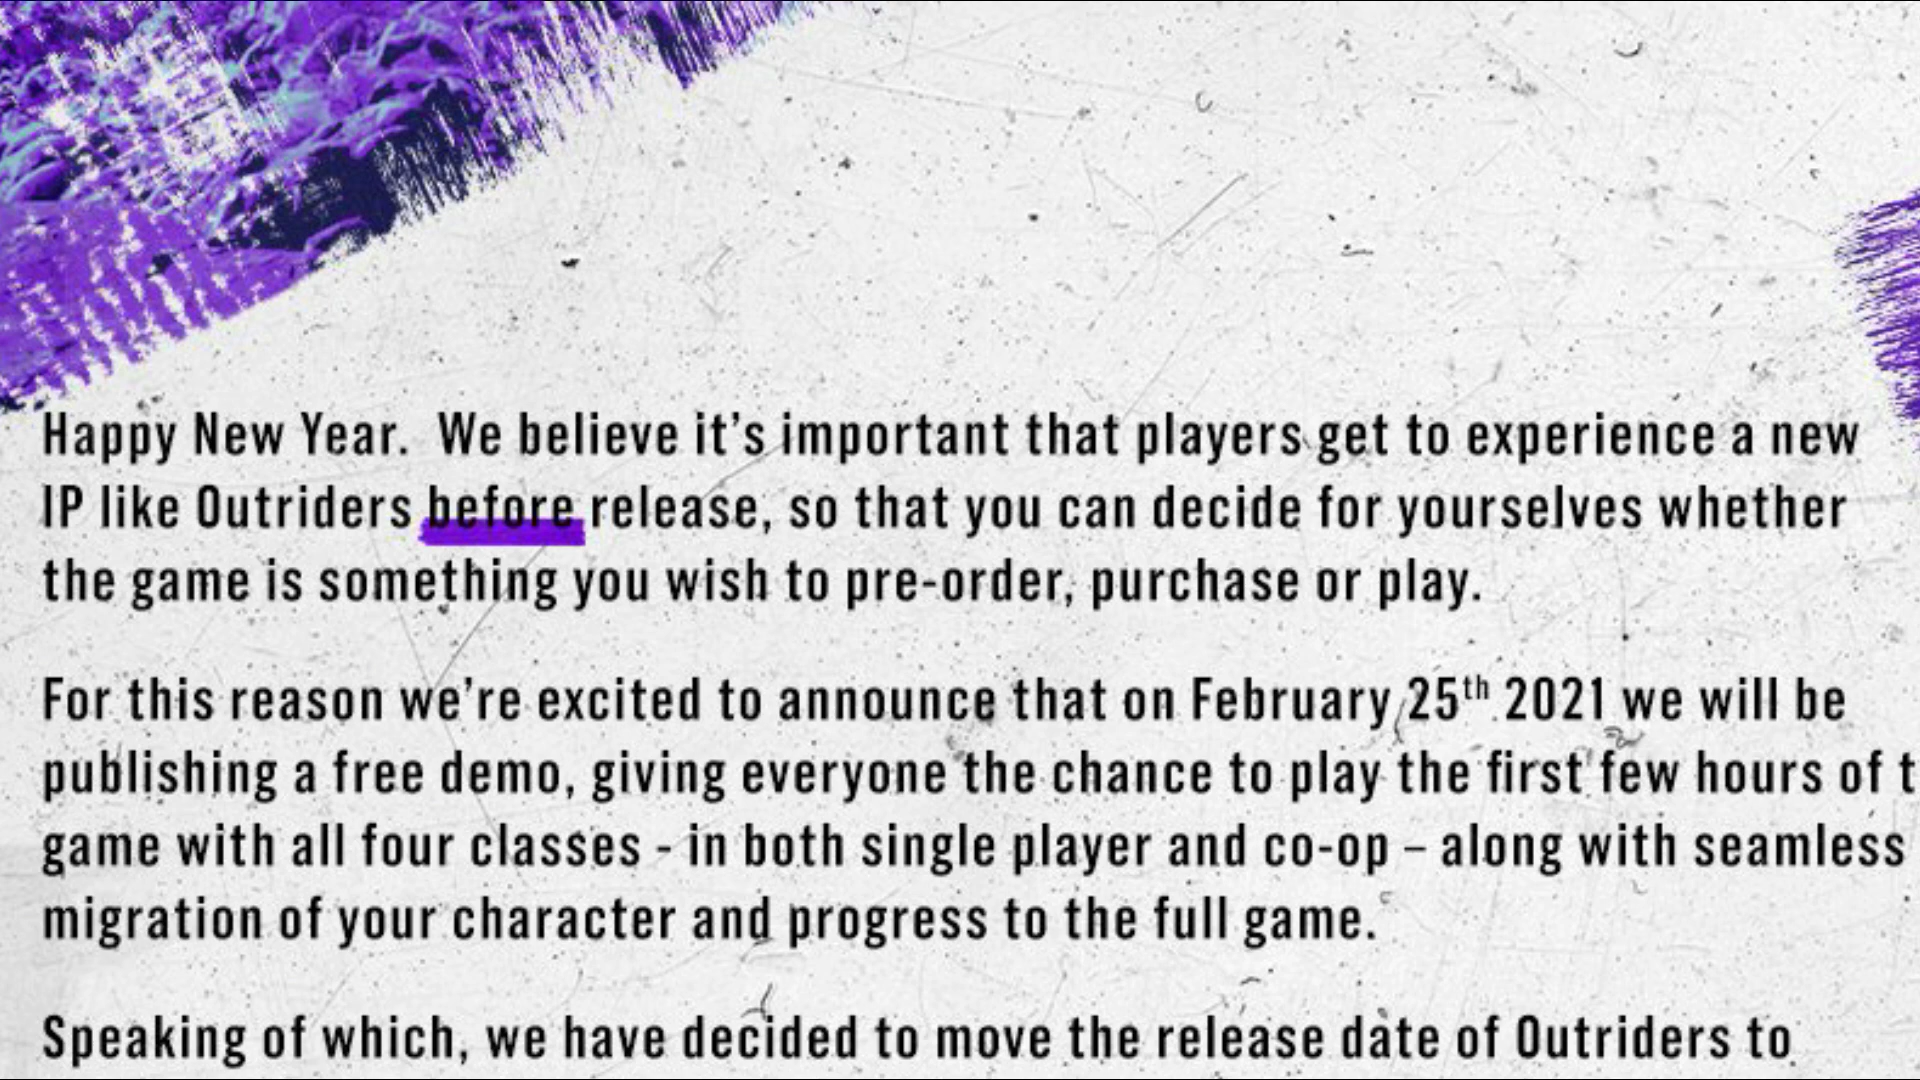 Happy New Year.  We believe it’s important that players get to experience a new
IP like Outriders before release, so that you can decide for yourselves whether
the game is something you wish to pre-order, purchase or play.
For this reason we’re excited to announce that on February 25th 2021 we will be
publishing a free demo, giving everyone the chance to play the first few hours of t
game with all four classes - in both single player and co-op – along with seamless
migration of your character and progress to the full game.
Speaking of which, we have decided to move the release date of Outriders to